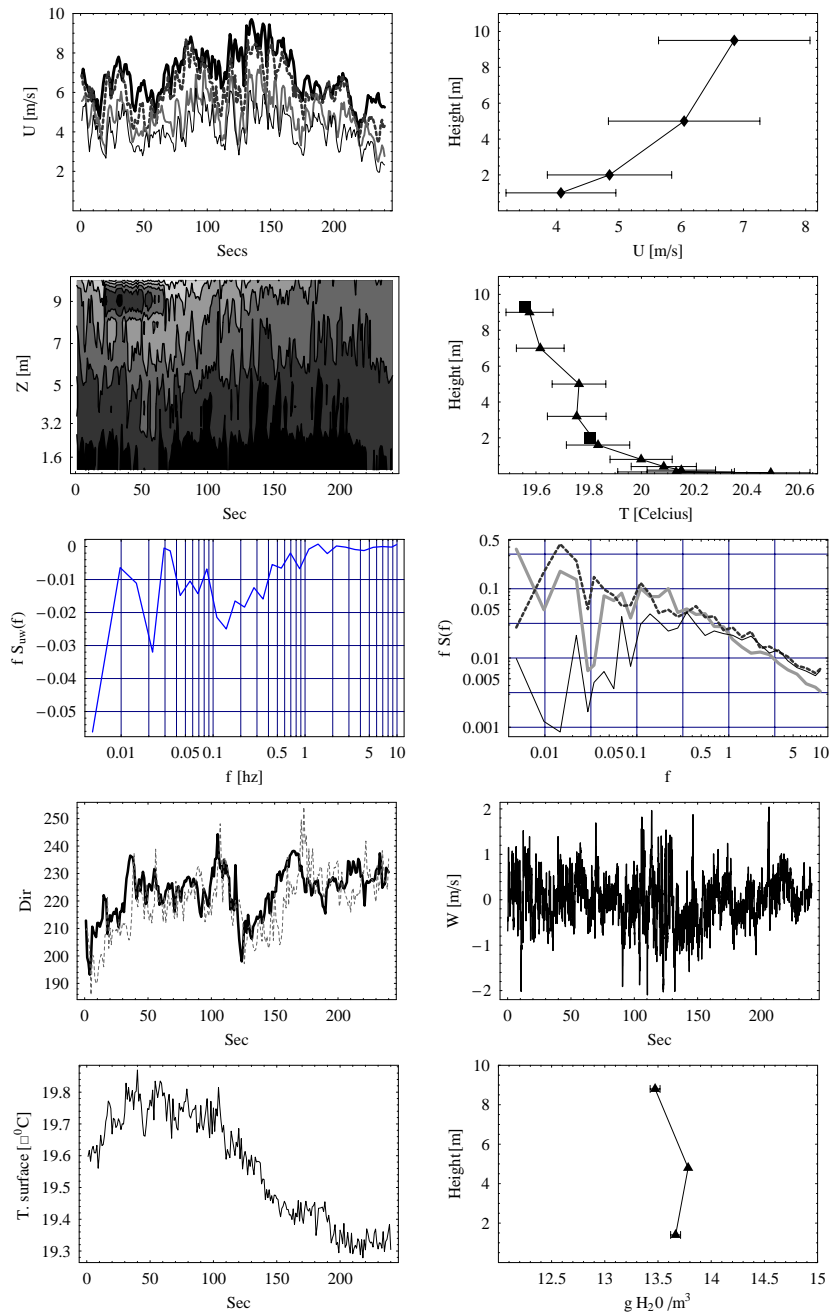 10
8
6
4
2
U [m/s]
0 50 100 150 200
Secs
10
8
6
4
2
Height [m]
4 5 6 7 8
U [m/s]
9
7
5
3.2
1.6
Z [m]
0 50 100 150 200
Sec
10
8
6
4
2
Height [m]
19.6 19.8 20 20.2 20.4 20.6
T [Celcius]
0
−0.01
−0.02
−0.03
−0.04
−0.05
f S_uw(f)
0.01 0.05 0.1 0.5 1 5 10
f [hz]
0.5
0.1
0.05
0.01
0.005
0.001
f S(f)
0.01 0.05 0.1 0.5 1 5 10
f
250
240
230
220
210
200
190
Dir
0 50 100 150 200
Sec
2
1
0
−1
−2
W [m/s]
0 50 100 150 200
Sec
19.8
19.7
19.6
19.5
19.4
19.3
T. surface [□⁰C]
0 50 100 150 200
Sec
10
8
6
4
2
Height [m]
12.5 13 13.5 14 14.5 15
g H₂0 /m³